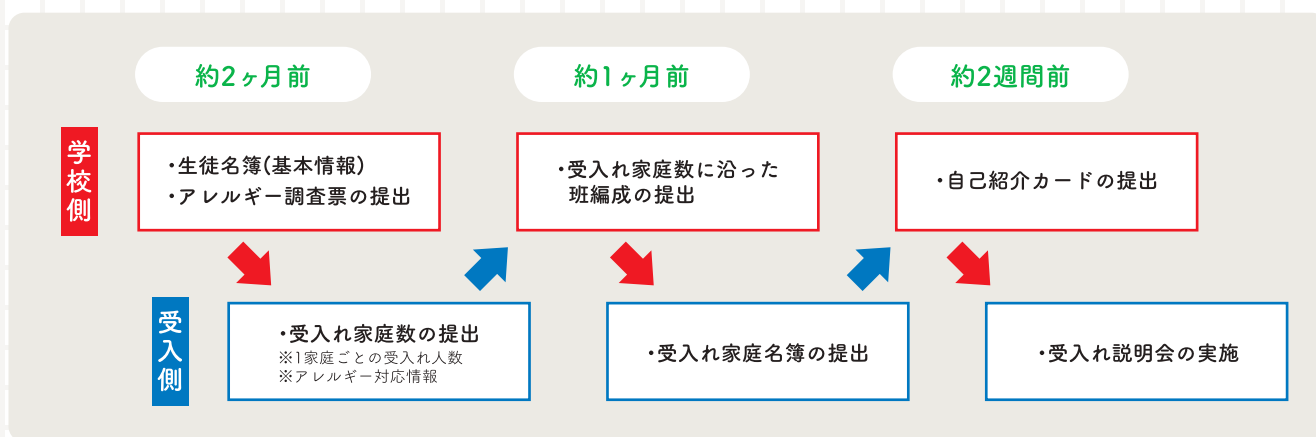 約2ヶ月前
約1ヶ月前
約2週間前
学校側
・生徒名簿(基本情報)
・アレルギー調査票の提出
・受入れ家庭数に沿った
班編成の提出
・自己紹介カードの提出
受入側
・受入れ家庭数の提出
※1家庭ごとの受入れ人数
※アレルギー対応情報
・受入れ家庭名簿の提出
・受入れ説明会の実施